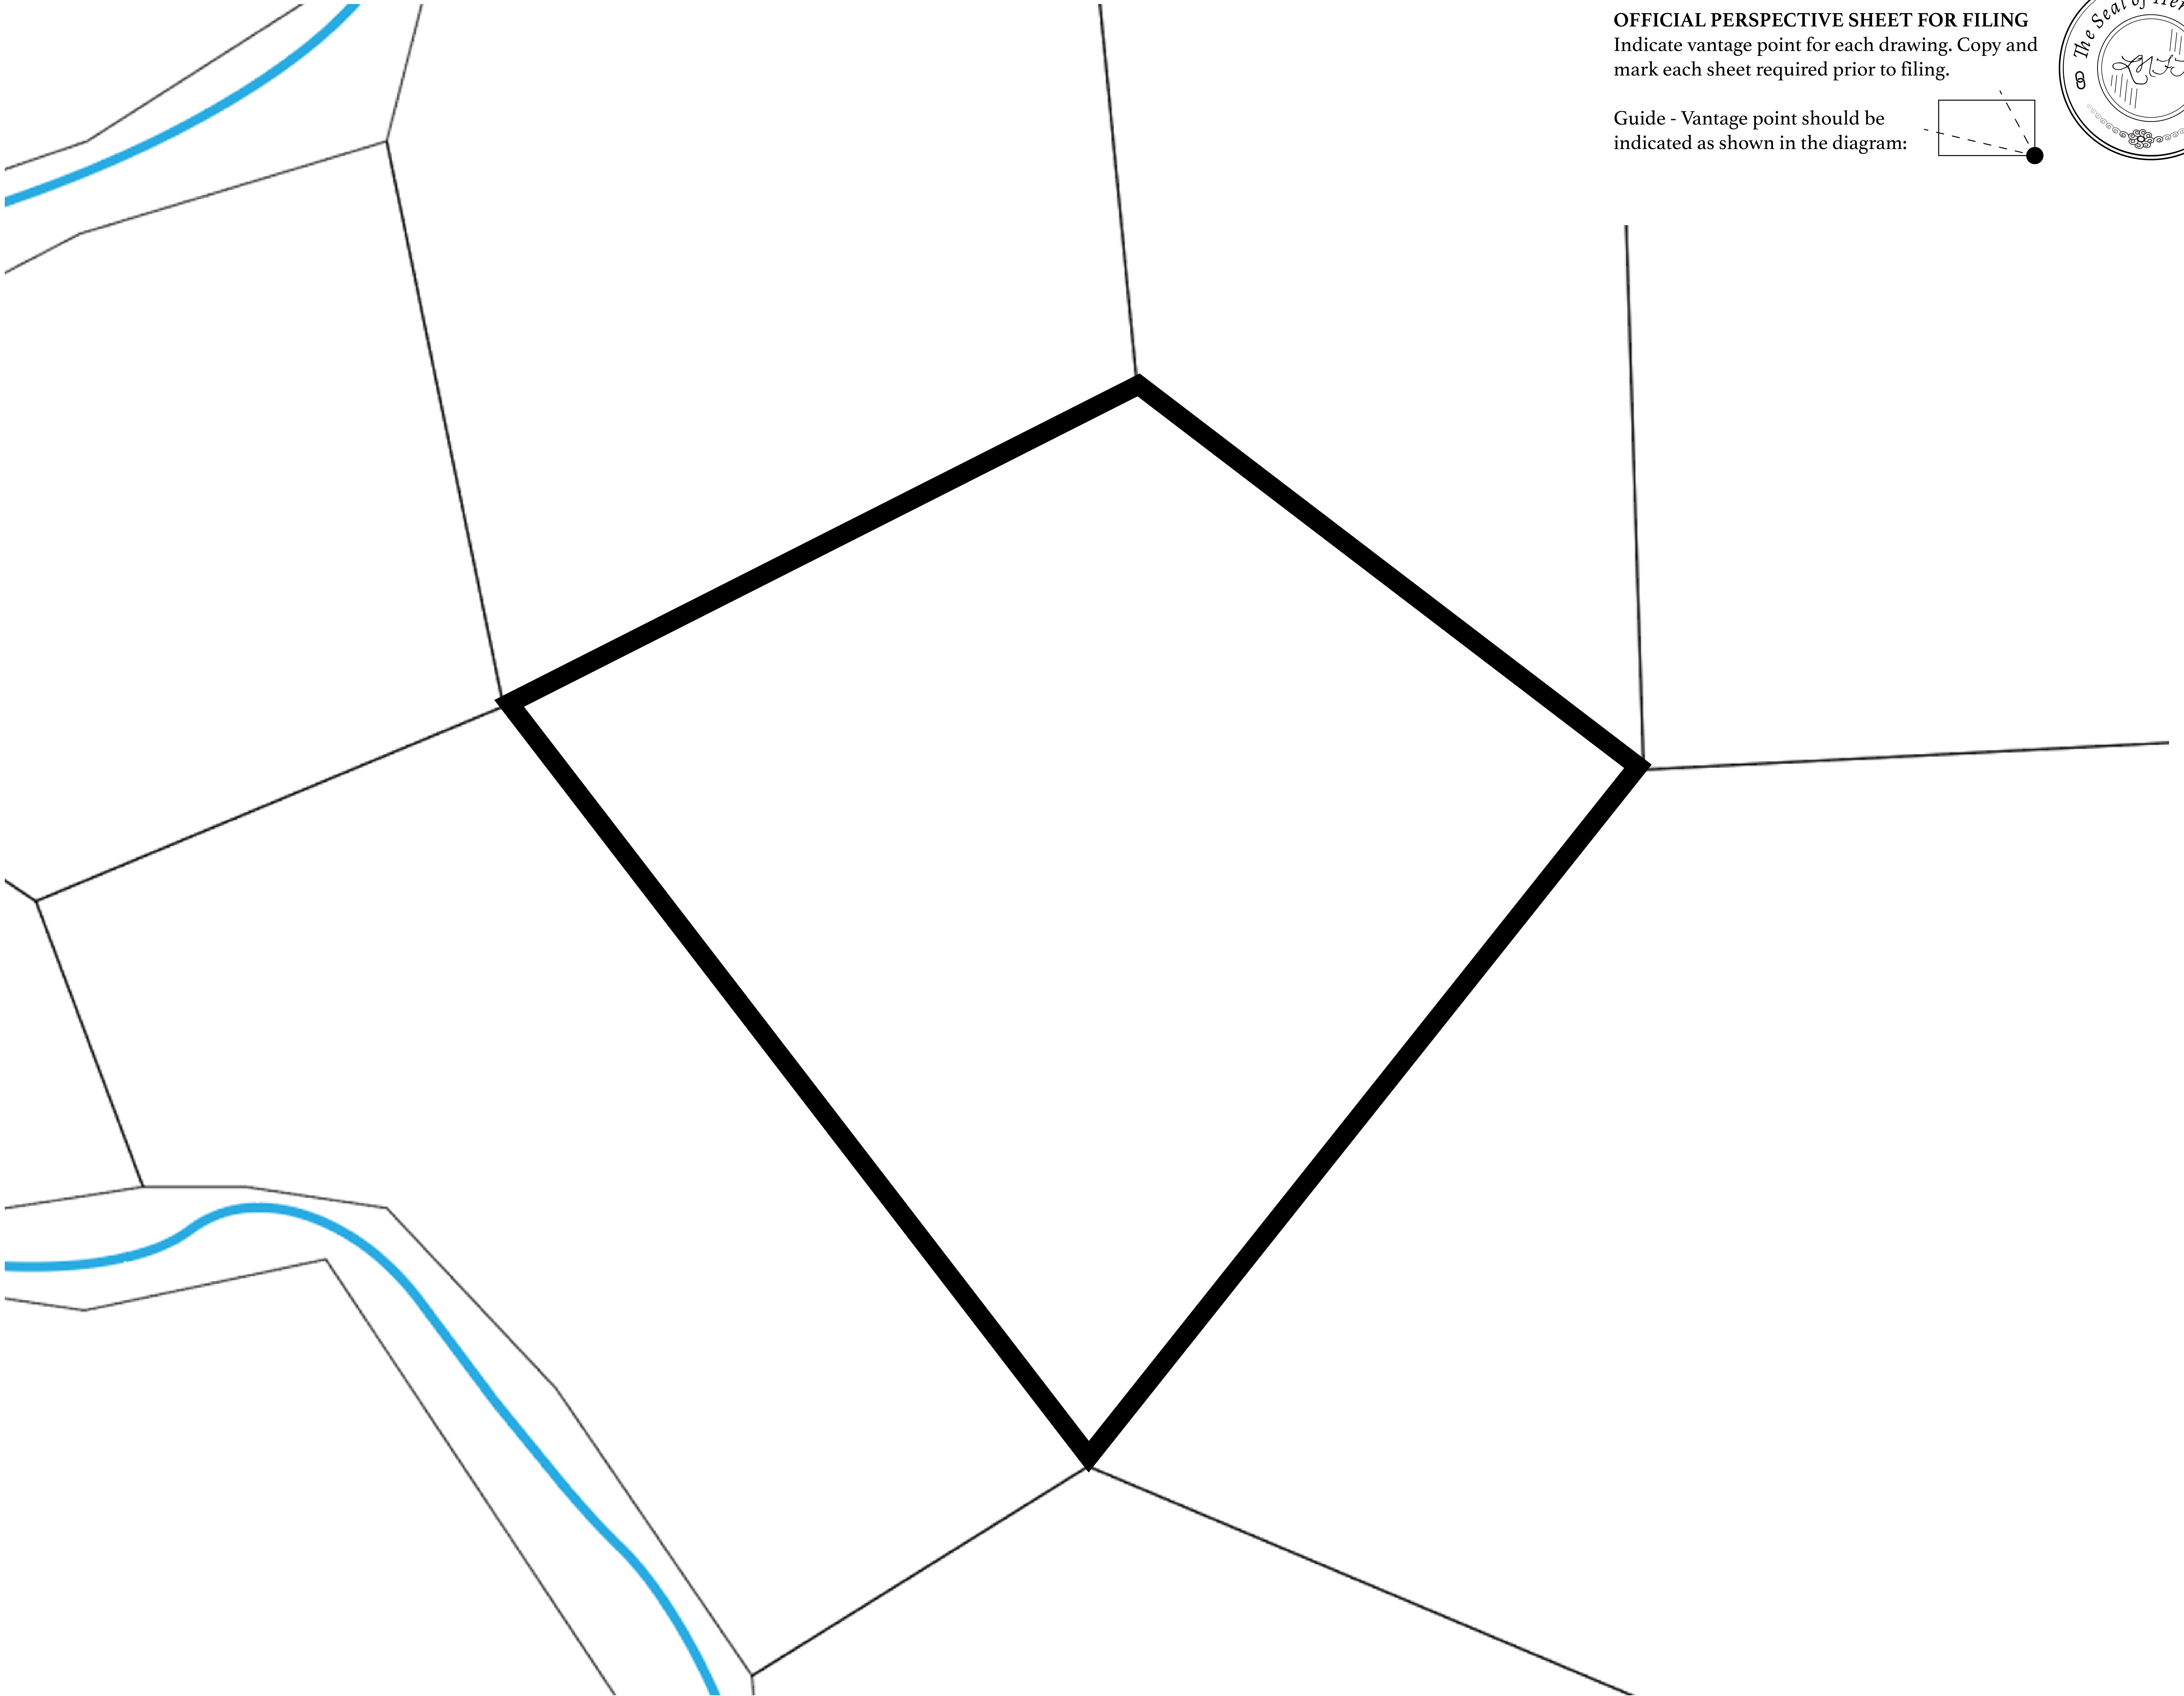 OFFICIAL PERSPECTIVE SHEET FOR FILING
Indicate vantage point for each drawing. Copy and
mark each sheet required prior to filing.
Guide - Vantage point should be
indicated as shown in the diagram:
The Seal of